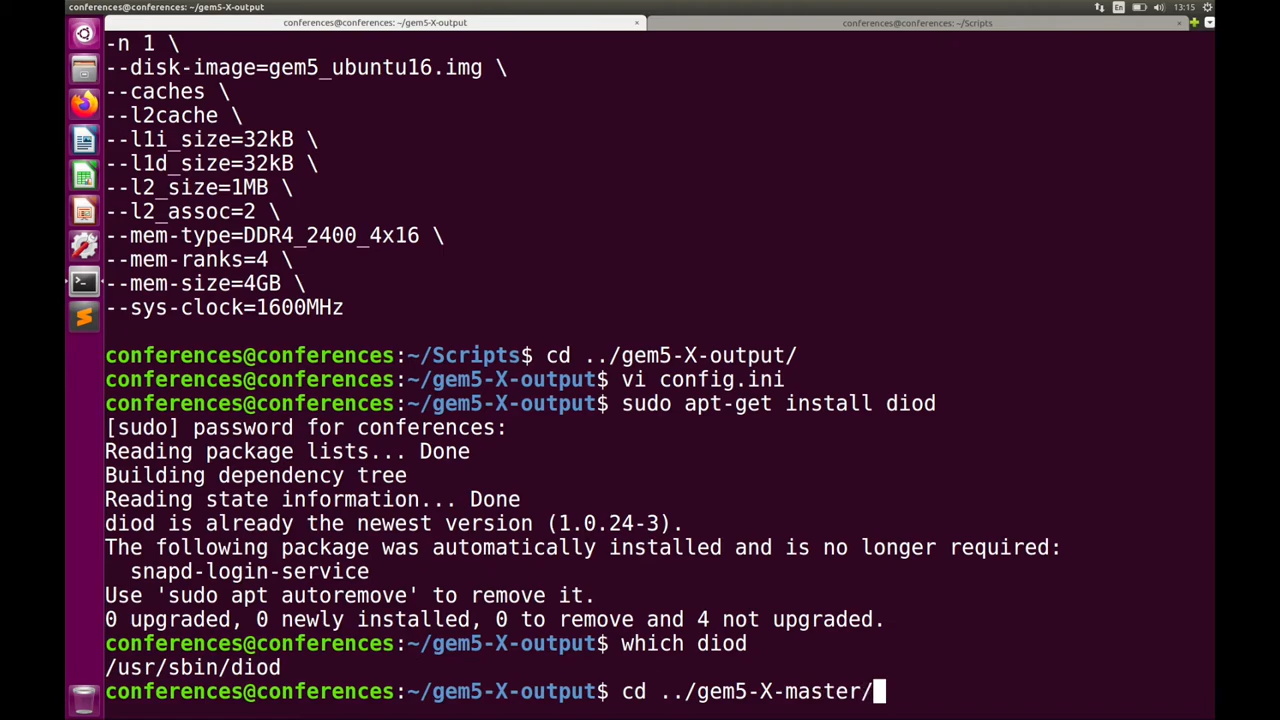 conferences@conferences: ~/gem5-X-output
En
13:15
conferences@conferences: ~/gem5-X-output
conferences@conferences: ~/Scripts
-n 1 \
--disk-image=gem5_ubuntu16.img \
--caches \
--l2cache \
--l1i_size=32kB \
--l1d_size=32kB \
--l2_size=1MB \
--l2_assoc=2 \
--mem-type=DDR4_2400_4x16 \
--mem-ranks=4 \
--mem-size=4GB \
--sys-clock=1600MHz
conferences@conferences:~/Scripts$ cd ../gem5-X-output/
conferences@conferences:~/gem5-X-output$ vi config.ini
conferences@conferences:~/gem5-X-output$ sudo apt-get install diod
[sudo] password for conferences:
Reading package lists... Done
Building dependency tree
Reading state information... Done
diod is already the newest version (1.0.24-3).
The following package was automatically installed and is no longer required:
  snapd-login-service
Use 'sudo apt autoremove' to remove it.
0 upgraded, 0 newly installed, 0 to remove and 4 not upgraded.
conferences@conferences:~/gem5-X-output$ which diod
/usr/sbin/diod
conferences@conferences:~/gem5-X-output$ cd ../gem5-X-master/